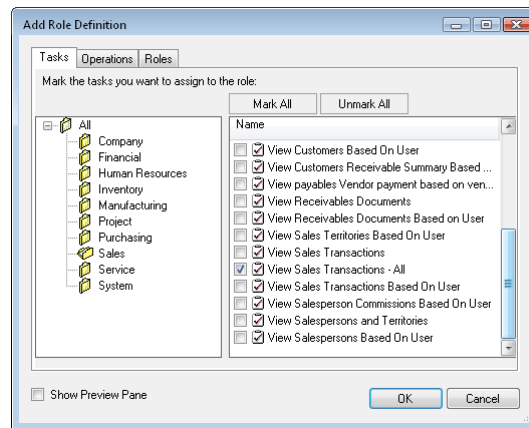 Add Role Definition
Tasks Operations Roles
Mark the tasks you want to assign to the role:
Mark All Unmark All
All
Company
Financial
Human Resources
Inventory
Manufacturing
Project
Purchasing
Sales
Service
System
Name
View Customers Based On User
View Customers Receivable Summary Based ...
View payables Vendor payment based on ven...
View Receivables Documents
View Receivables Documents Based on User
View Sales Territories Based On User
View Sales Transactions
View Sales Transactions - All
View Sales Transactions Based On User
View Salesperson Commissions Based On User
View Salespersons and Territories
View Salespersons Based On User
Show Preview Pane
OK Cancel